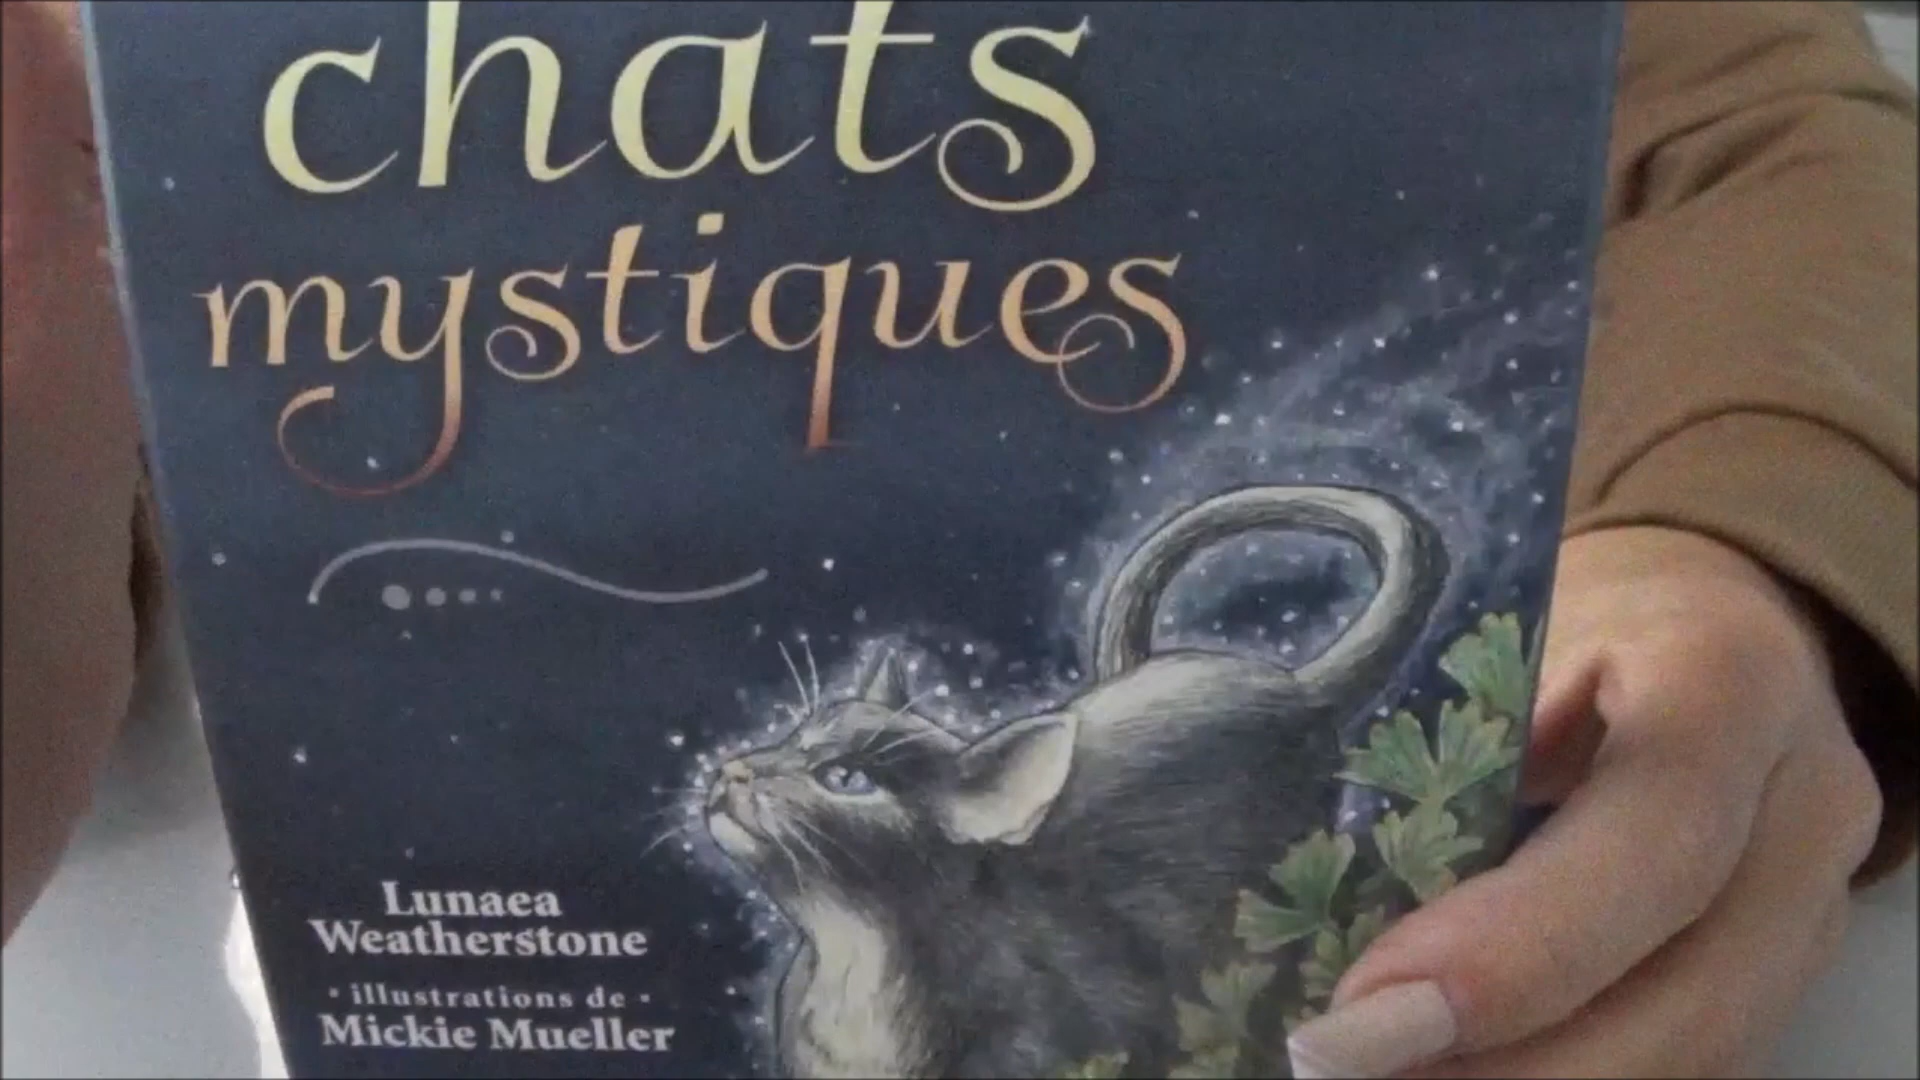 chats
mystiques
Lunaea
Weatherstone
• illustrations de •
Mickie Mueller